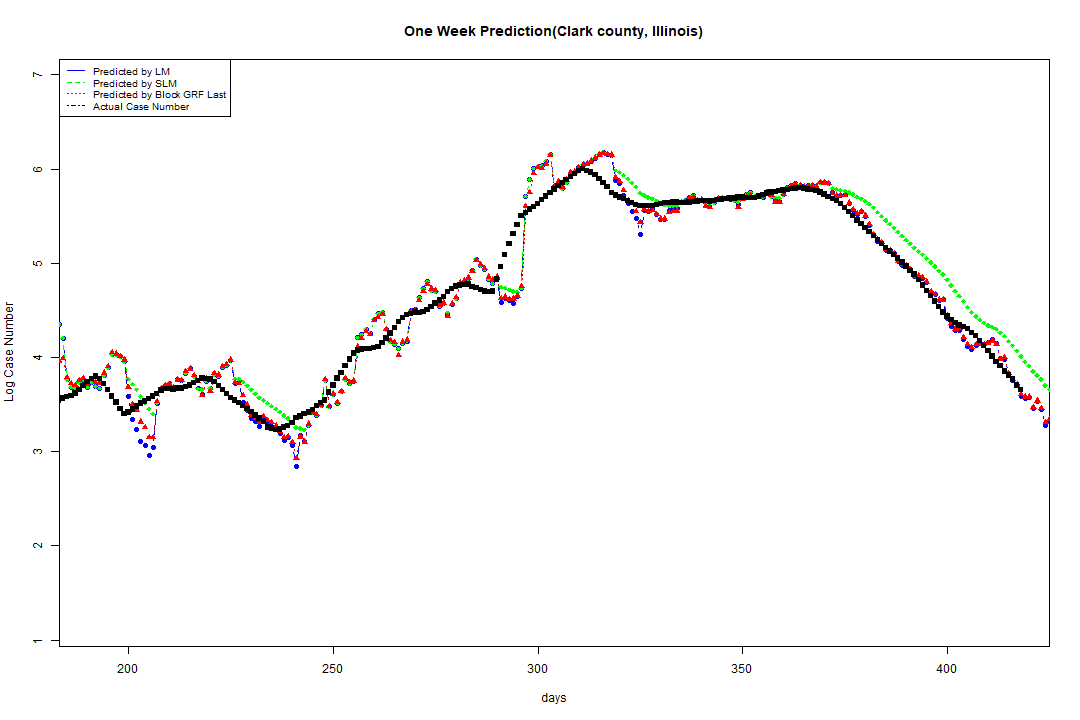 One Week Prediction(Clark county, Illinois)
Predicted by LM
Predicted by SLM
Predicted by Block GRF Last
Actual Case Number
7
6
5
4
3
2
1
Log Case Number
200 250 300 350 400
days